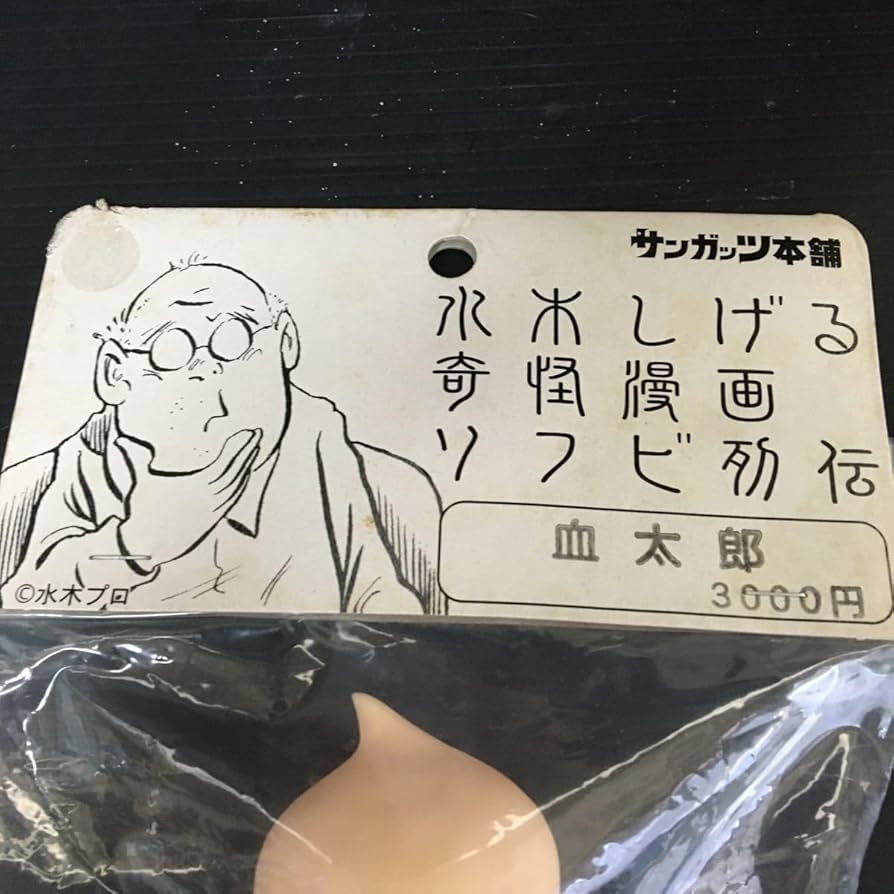 サンガッツ本舗
水木しげる
奇怪漫画
ソフビ列伝
血太郎
3000円
©水木プロ